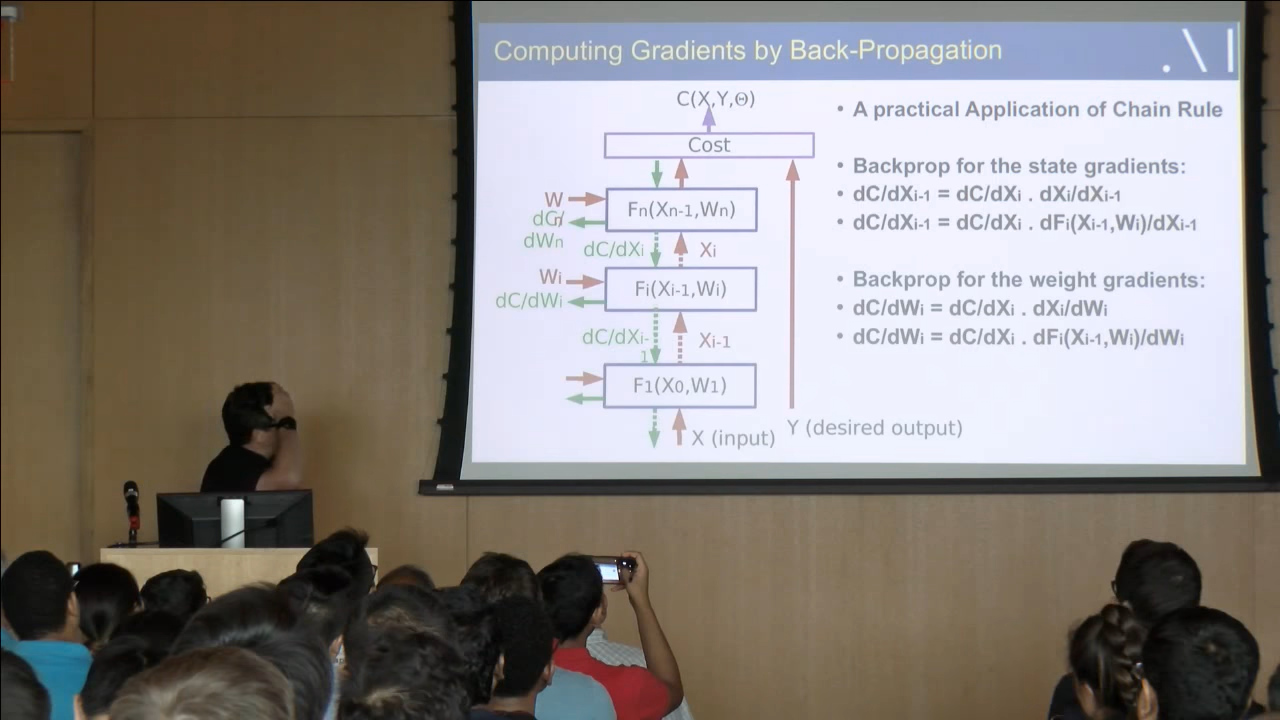 Computing Gradients by Back-Propagation
C(X,Y,Θ)
Cost
W
n
dC/
dWn
Fn(Xn-1,Wn)
dC/dXi
Xi
Wi
dC/dWi
Fi(Xi-1,Wi)
dC/dXi-
1
Xi-1
F1(X0,W1)
X (input)
Y (desired output)
• A practical Application of Chain Rule
• Backprop for the state gradients:
• dC/dXi-1 = dC/dXi . dXi/dXi-1
• dC/dXi-1 = dC/dXi . dFi(Xi-1,Wi)/dXi-1
• Backprop for the weight gradients:
• dC/dWi = dC/dXi . dXi/dWi
• dC/dWi = dC/dXi . dFi(Xi-1,Wi)/dWi